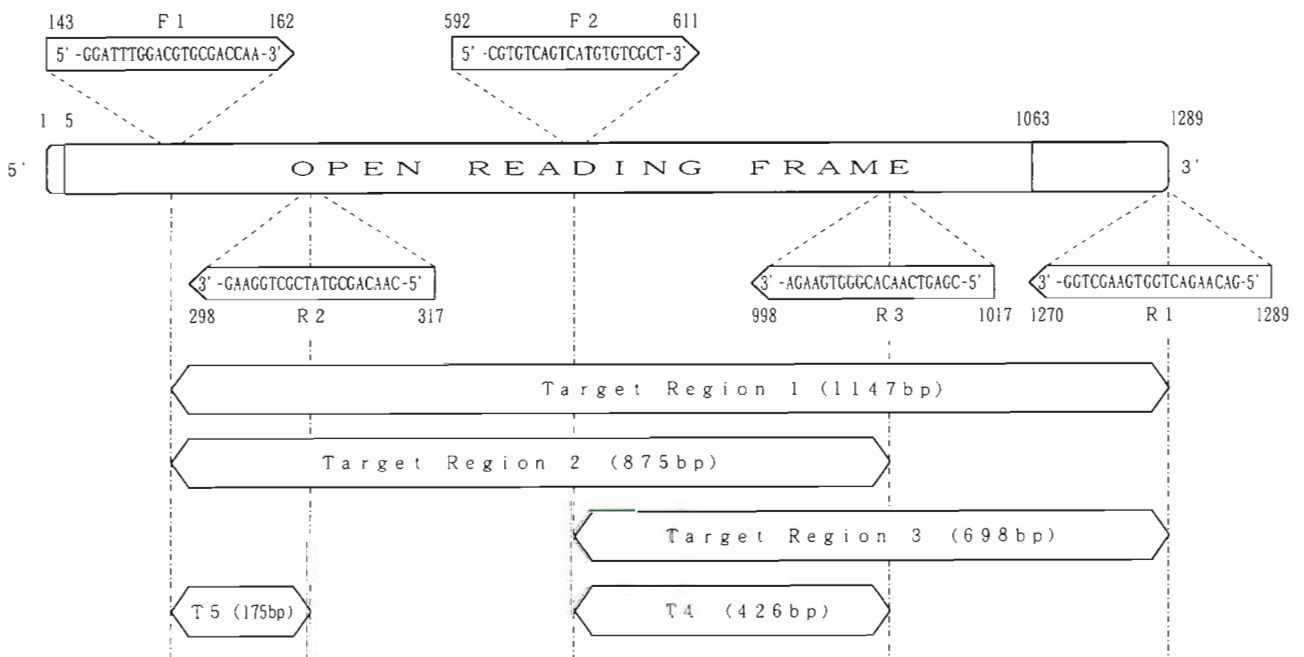 143 F1 162
5' -GGATTTGGACGTGCGACCAA-3'
592 F2 611
5' -CGTGTCAGTCATGTGTCGCT-3'
1 5 1063 1289
5' OPEN READING FRAME 3'
3' -GAAGGTCGCTATGCGACAAC-5'
298 R2 317
3' -AGAAGTGGGCACAACTGAGC-5'
998 R3 1017
3' -GGTCGAAGTGGTCAGAACAG-5'
1270 R1 1289
Target Region 1 (1147bp)
Target Region 2 (875bp)
Target Region 3 (698bp)
T5 (175bp)
T4 (426bp)